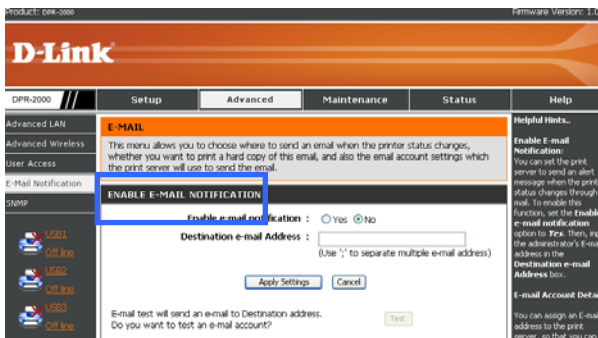 Product: DPR-2000
Firmware Version: 1.0
D-Link
DPR-2000
Setup
Advanced
Maintenance
Status
Help
Advanced LAN
Advanced Wireless
User Access
E-Mail Notification
SNMP
USB1
Off line
USB2
Off line
USB3
Off line
E-MAIL
This menu allows you to choose where to send an email when the printer status changes,
whether you want to print a hard copy of this email, and also the email account settings which
the print server will use to send the email.
ENABLE E-MAIL NOTIFICATION
Enable e-mail notification : Yes No
Destination e-mail Address :
(Use ';' to separate multiple e-mail address)
Apply Settings
Cancel
E-mail test will send an e-mail to Destination address.
Do you want to test an e-mail account?
Test
Helpful Hints..
Enable E-mail
Notification:
You can set the print
server to send an alert
message when the print
status changes through
mail. To enable this
function, set the Enable
e-mail notification
option to Yes. Then, inp
the administrator's E-ma
address in the
Destination e-mail
Address box.
E-mail Account Deta
You can assign an E-mai
address to the print
server, so that you can